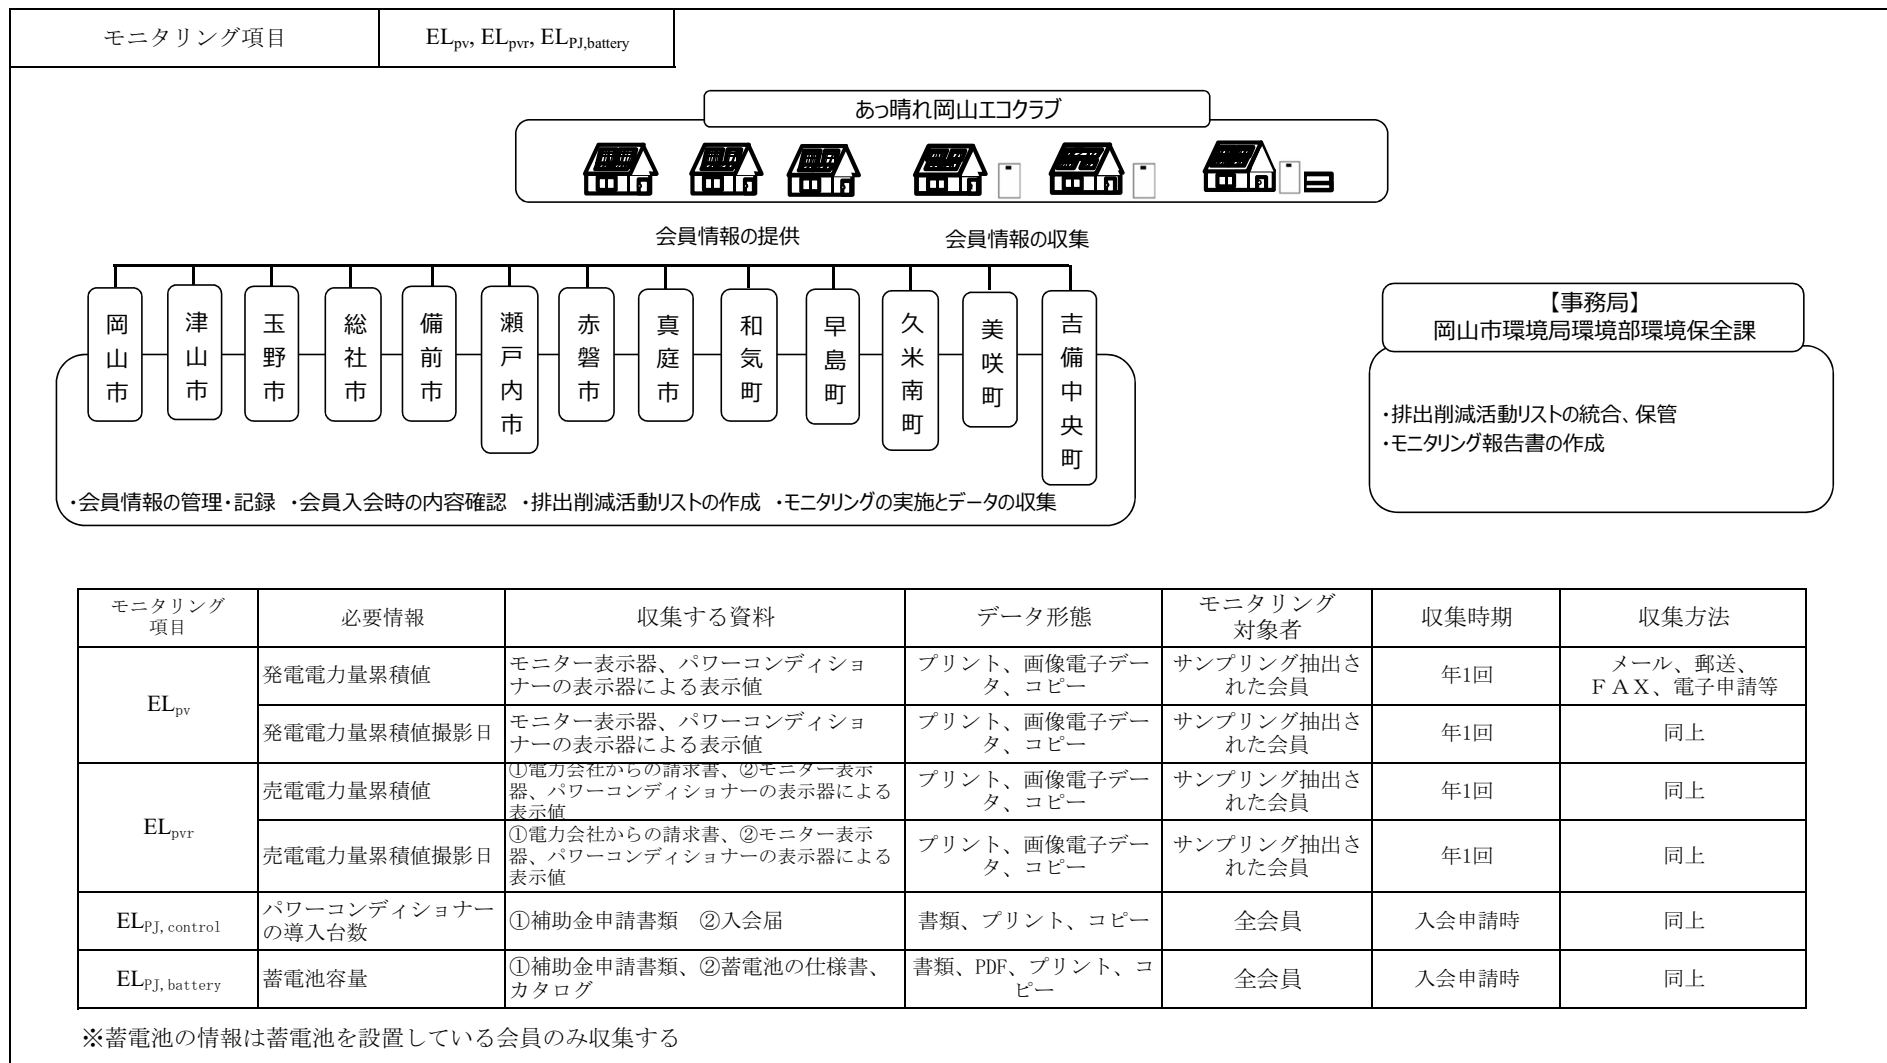 モニタリング項目
ELpv, ELpvr, ELPJ,battery
あっ晴れ岡山エコクラブ
会員情報の提供
会員情報の収集
岡山市
津山市
玉野市
総社市
備前市
瀬戸内市
赤磐市
真庭市
和気町
早島町
久米南町
美咲町
吉備中央町
・会員情報の管理・記録 ・会員入会時の内容確認 ・排出削減活動リストの作成 ・モニタリングの実施とデータの収集
【事務局】
岡山市環境局環境部環境保全課
・排出削減活動リストの統合、保管
・モニタリング報告書の作成
モニタリング
項目
必要情報
収集する資料
データ形態
モニタリング
対象者
収集時期
収集方法
ELpv
発電電力量累積値
モニター表示器、パワーコンディショ
ナーの表示器による表示値
プリント、画像電子デー
タ、コピー
サンプリング抽出さ
れた会員
年1回
メール、郵送、
ＦＡＸ、電子申請等
発電電力量累積値撮影日
モニター表示器、パワーコンディショ
ナーの表示器による表示値
プリント、画像電子デー
タ、コピー
サンプリング抽出さ
れた会員
年1回
同上
ELpvr
売電電力量累積値
①電力会社からの請求書、②モニター表示
器、パワーコンディショナーの表示器による
表示値
プリント、画像電子デー
タ、コピー
サンプリング抽出さ
れた会員
年1回
同上
売電電力量累積値撮影日
①電力会社からの請求書、②モニター表示
器、パワーコンディショナーの表示器による
表示値
プリント、画像電子デー
タ、コピー
サンプリング抽出さ
れた会員
年1回
同上
ELPJ, control
パワーコンディショナー
の導入台数
①補助金申請書類　②入会届
書類、プリント、コピー
全会員
入会申請時
同上
ELPJ, battery
蓄電池容量
①補助金申請書類、②蓄電池の仕様書、
カタログ
書類、PDF、プリント、コ
ピー
全会員
入会申請時
同上
※蓄電池の情報は蓄電池を設置している会員のみ収集する